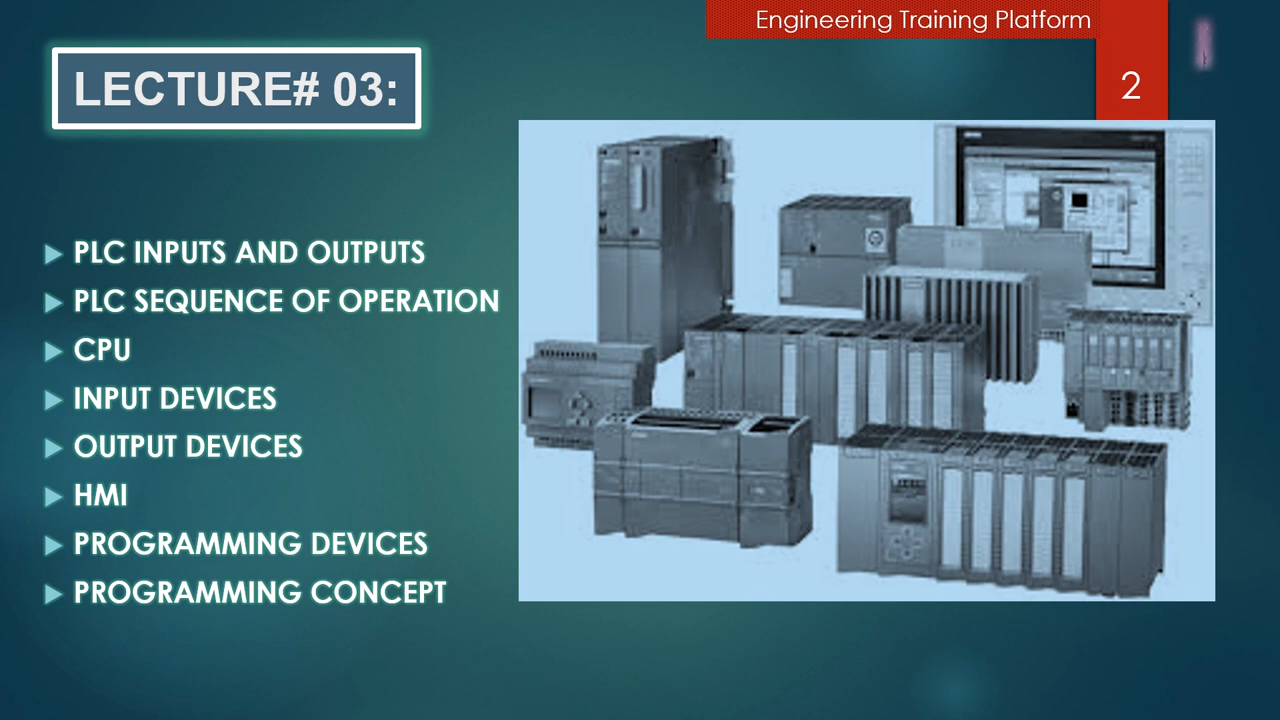 Engineering Training Platform
2
LECTURE# 03:
PLC INPUTS AND OUTPUTS
PLC SEQUENCE OF OPERATION
CPU
INPUT DEVICES
OUTPUT DEVICES
HMI
PROGRAMMING DEVICES
PROGRAMMING CONCEPT